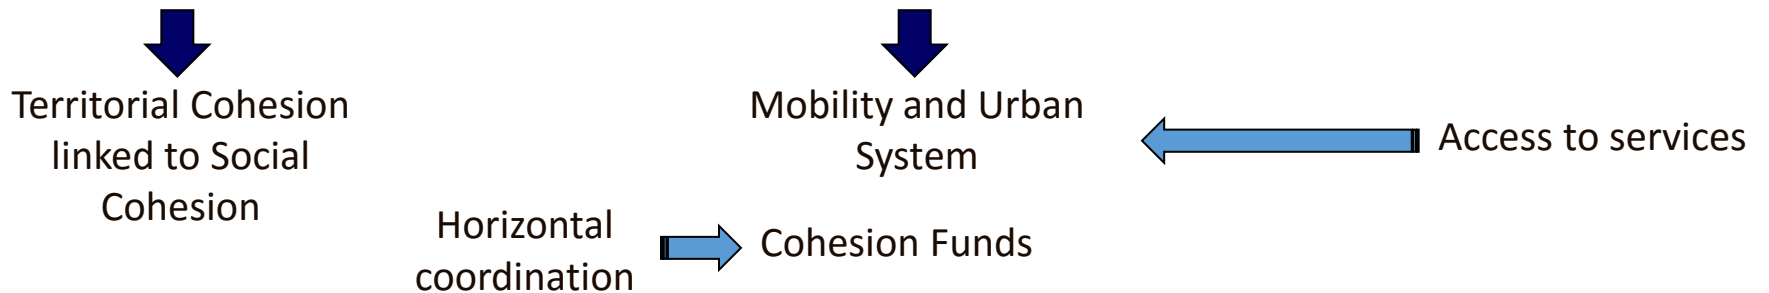 Territorial Cohesion
linked to Social
Cohesion
Mobility and Urban
System
Access to services
Horizontal
coordination
Cohesion Funds